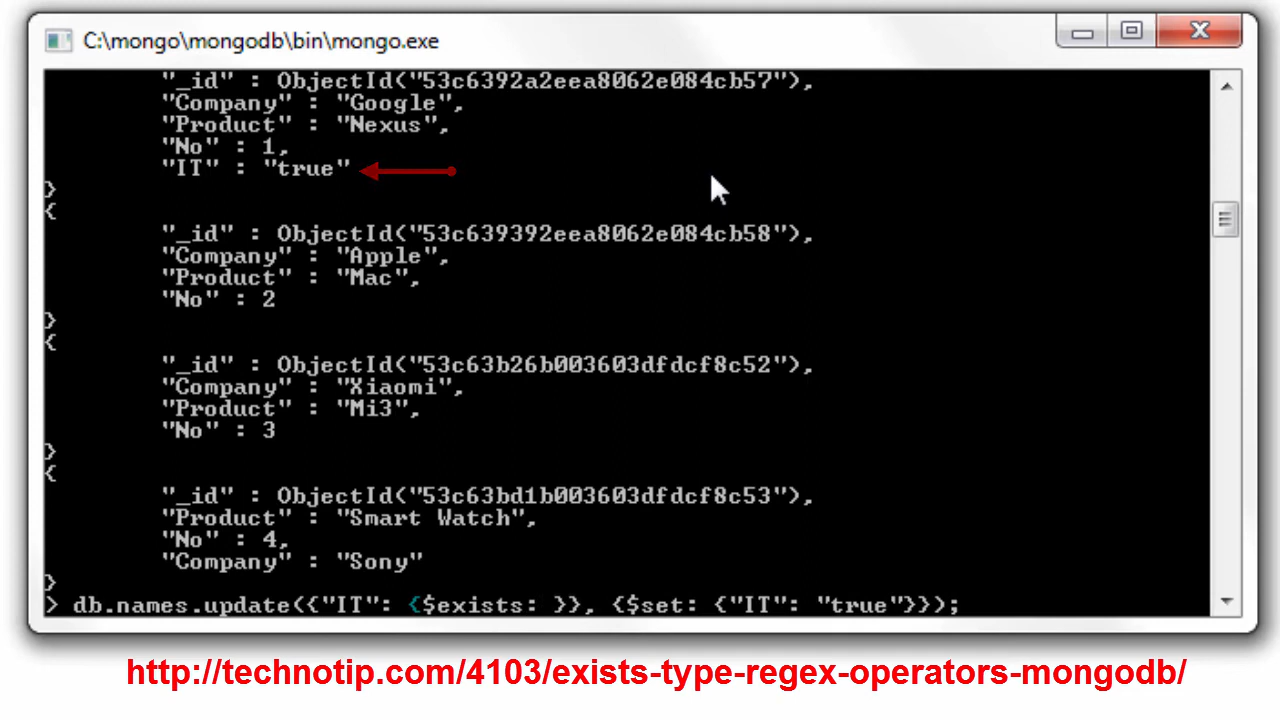 C:\mongo\mongodb\bin\mongo.exe
"_id" : ObjectId("53c6392a2eea8062e084cb57"),
"Company" : "Google",
"Product" : "Nexus",
"No" : 1,
"IT" : "true"
}
{
"_id" : ObjectId("53c639392eea8062e084cb58"),
"Company" : "Apple",
"Product" : "Mac",
"No" : 2
}
{
"_id" : ObjectId("53c63b26b003603dfdcf8c52"),
"Company" : "Xiaomi",
"Product" : "Mi3",
"No" : 3
}
{
"_id" : ObjectId("53c63bd1b003603dfdcf8c53"),
"Product" : "Smart Watch",
"No" : 4,
"Company" : "Sony"
}
> db.names.update({"IT": {$exists: }}, {$set: {"IT": "true"}});
http://technotip.com/4103/exists-type-regex-operators-mongodb/